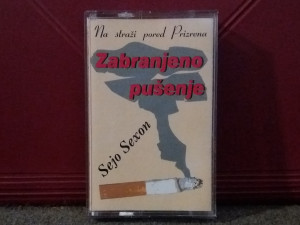 Na straži pored Prizrena
Zabranjeno
pušenje
Sejo Sexon